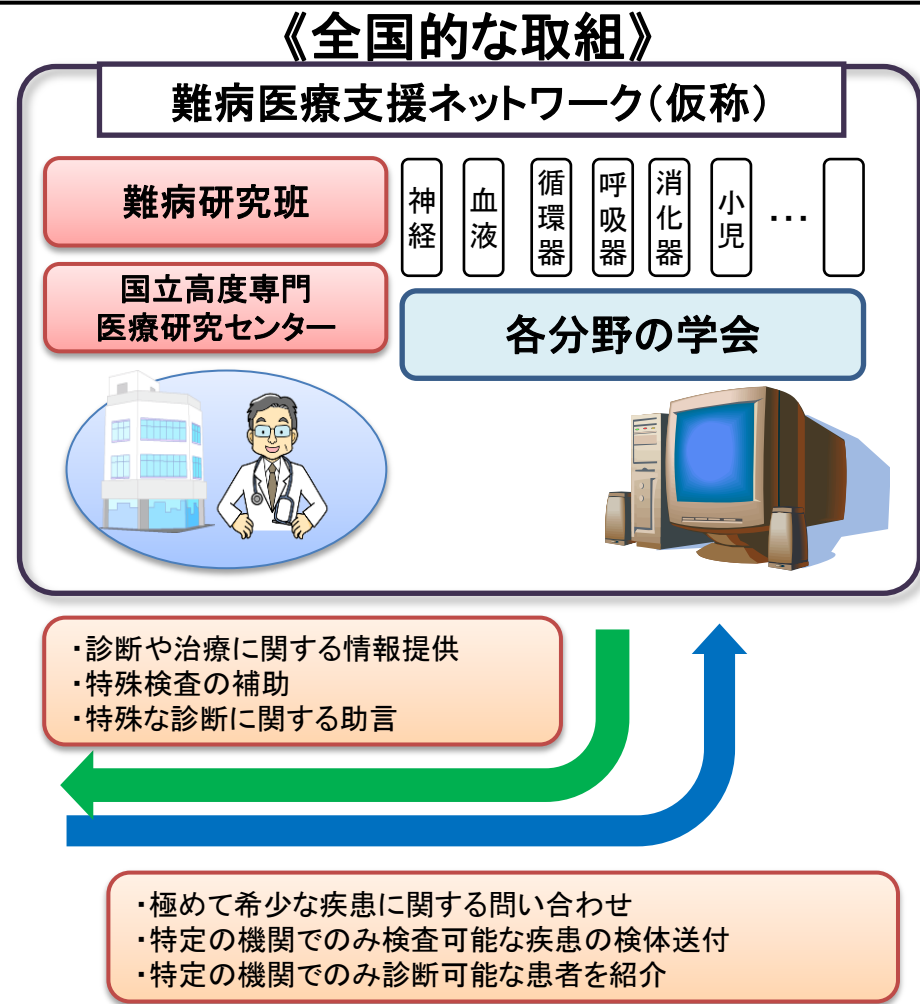 《全国的な取組》
難病医療支援ネットワーク(仮称)
難病研究班
国立高度専門
医療研究センター
神経
血液
循環器
呼吸器
消化器
小児
…
各分野の学会
・診断や治療に関する情報提供
・特殊検査の補助
・特殊な診断に関する助言
・極めて希少な疾患に関する問い合わせ
・特定の機関でのみ検査可能な疾患の検体送付
・特定の機関でのみ診断可能な患者を紹介